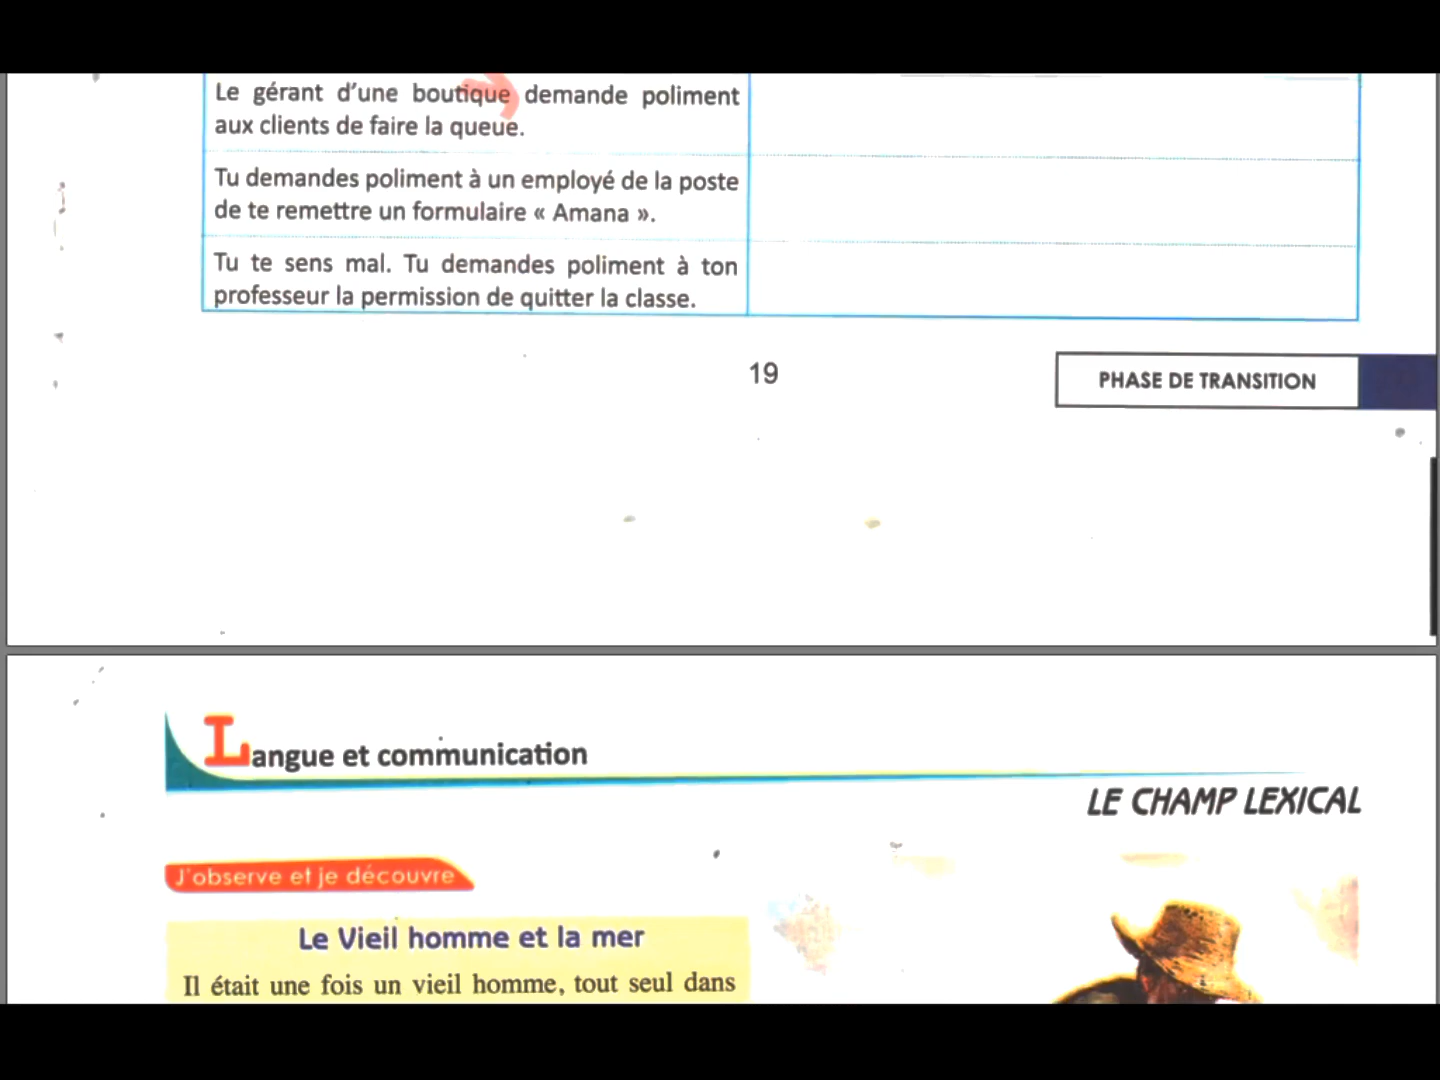 Le gérant d'une boutique demande poliment
aux clients de faire la queue.
Tu demandes poliment à un employé de la poste
de te remettre un formulaire « Amana ».
Tu te sens mal. Tu demandes poliment à ton
professeur la permission de quitter la classe.
19
PHASE DE TRANSITION
Langue et communication
LE CHAMP LEXICAL
J'observe et je découvre
Le Vieil homme et la mer
Il était une fois un vieil homme, tout seul dans